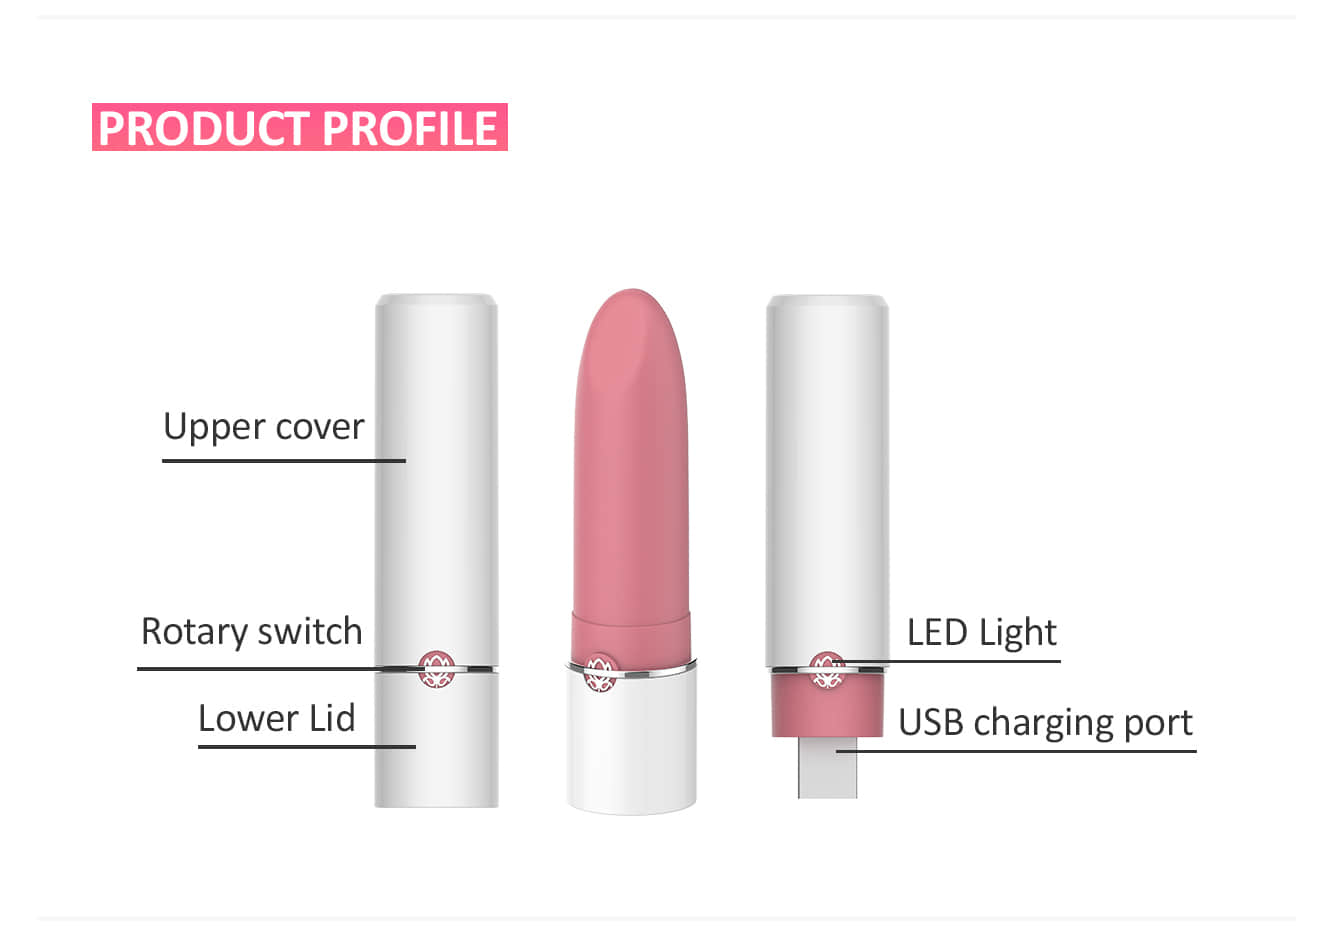 PRODUCT PROFILE
Upper cover
Rotary switch
LED Light
Lower Lid
USB charging port